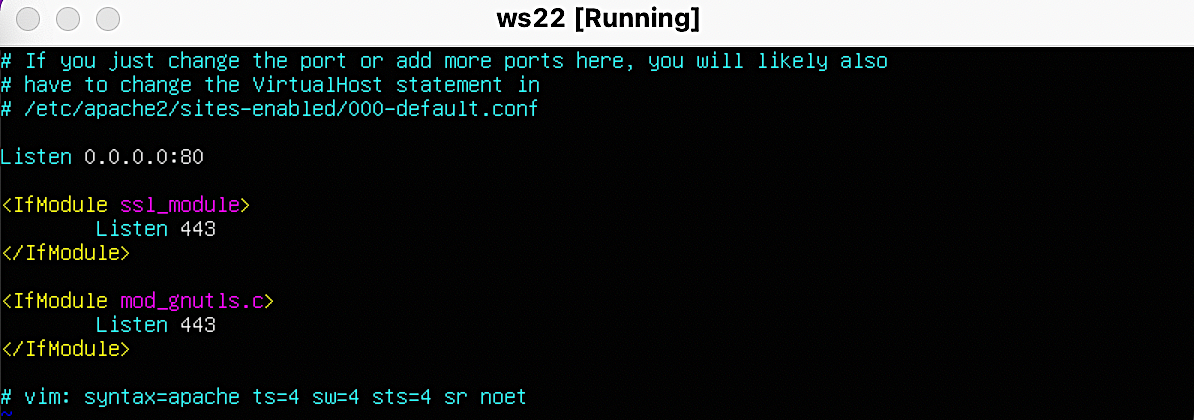 ws22 [Running]
# If you just change the port or add more ports here, you will likely also
# have to change the VirtualHost statement in
# /etc/apache2/sites-enabled/000-default.conf
Listen 0.0.0.0:80
<IfModule ssl_module>
Listen 443
</IfModule>
<IfModule mod_gnutls.c>
Listen 443
</IfModule>
# vim: syntax=apache ts=4 sw=4 sts=4 sr noet
~